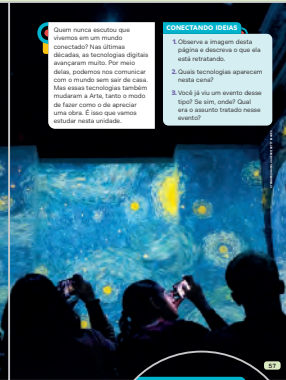 Quem nunca escutou que
vivemos em um mundo
conectado? Nas últimas
décadas, as tecnologias digitais
avançaram muito. Por meio
delas, podemos nos comunicar
com o mundo sem sair de casa.
Mas essas tecnologias também
mudaram a Arte, tanto o modo
de fazer como o de apreciar
uma obra. É isso que vamos
estudar nesta unidade.
CONECTANDO IDEIAS
1. Observe a imagem desta
página e descreva o que ela
está retratando.
2. Quais tecnologias aparecem
nesta cena?
3. Você já viu um evento desse
tipo? Se sim, onde? Qual
era o assunto tratado nesse
evento?
57